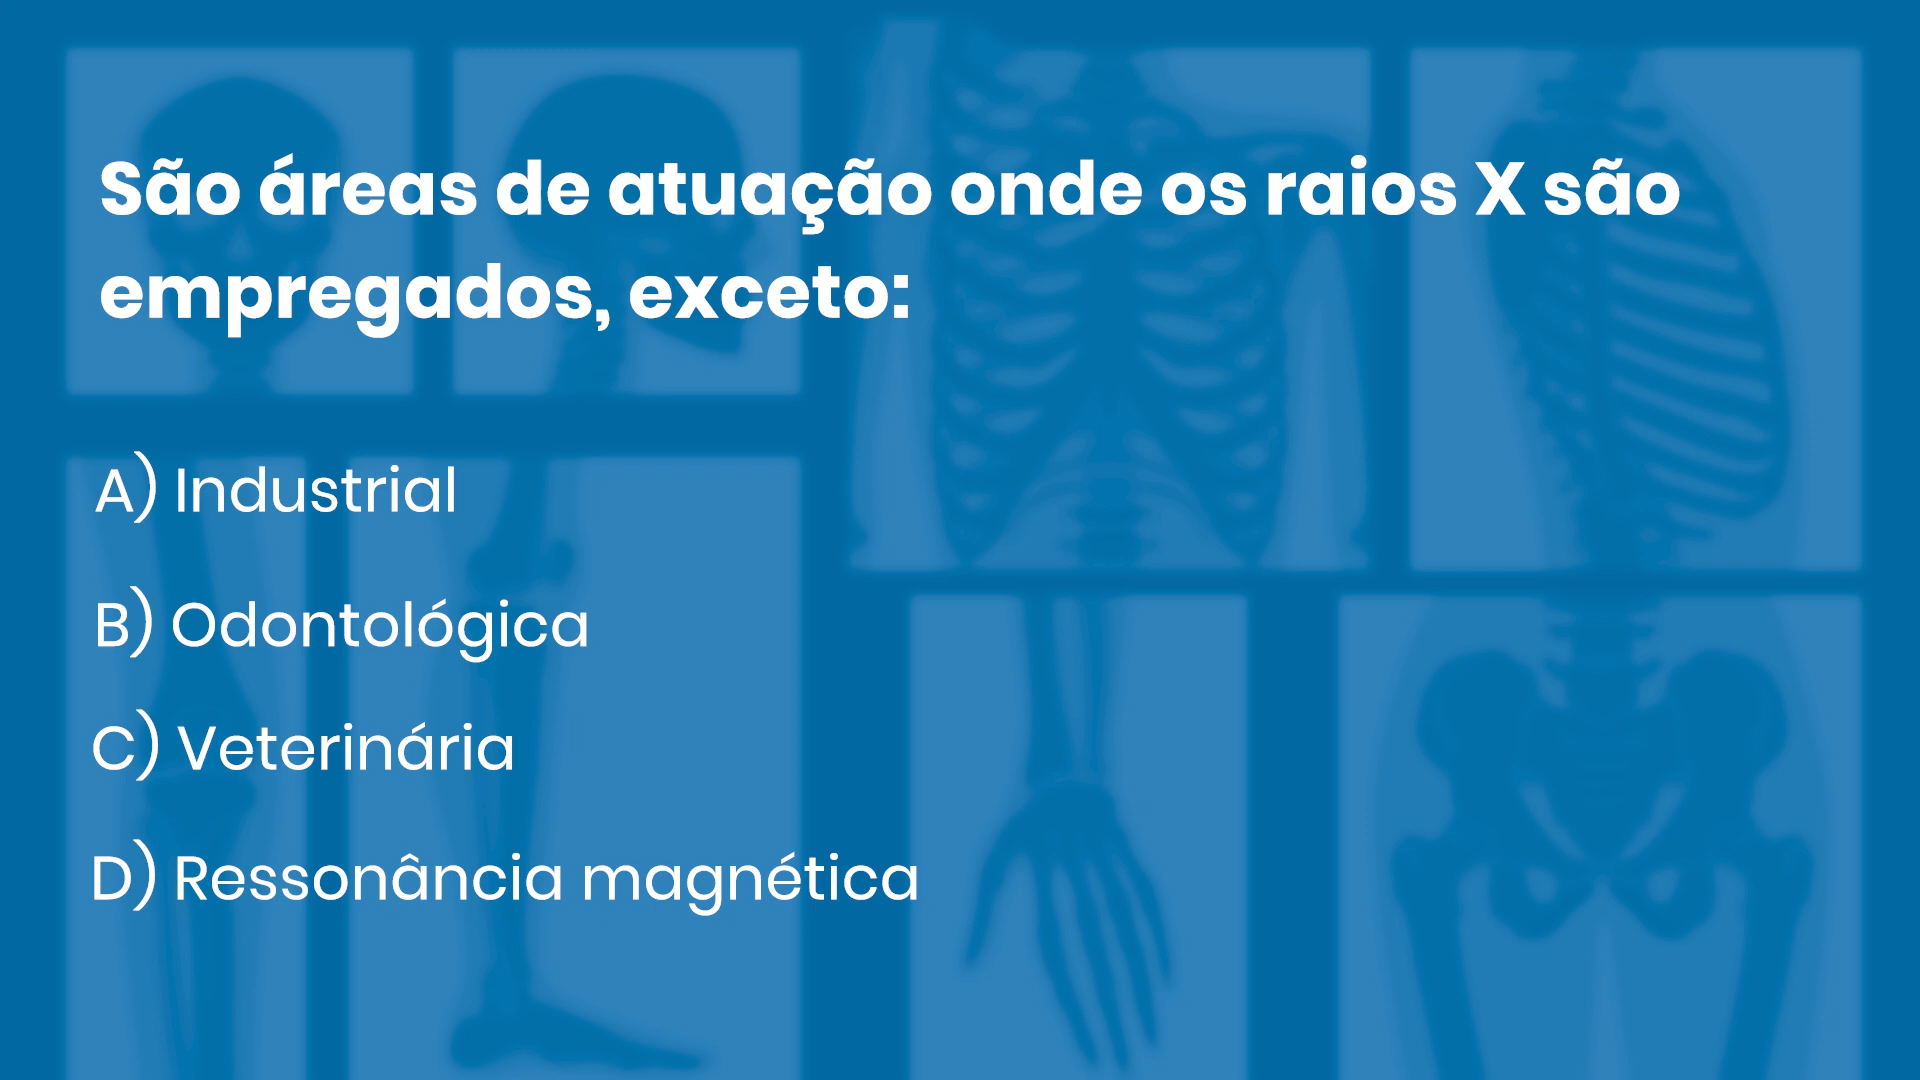 São áreas de atuação onde os raios X são
empregados, exceto:
A) Industrial
B) Odontológica
C) Veterinária
D) Ressonância magnética